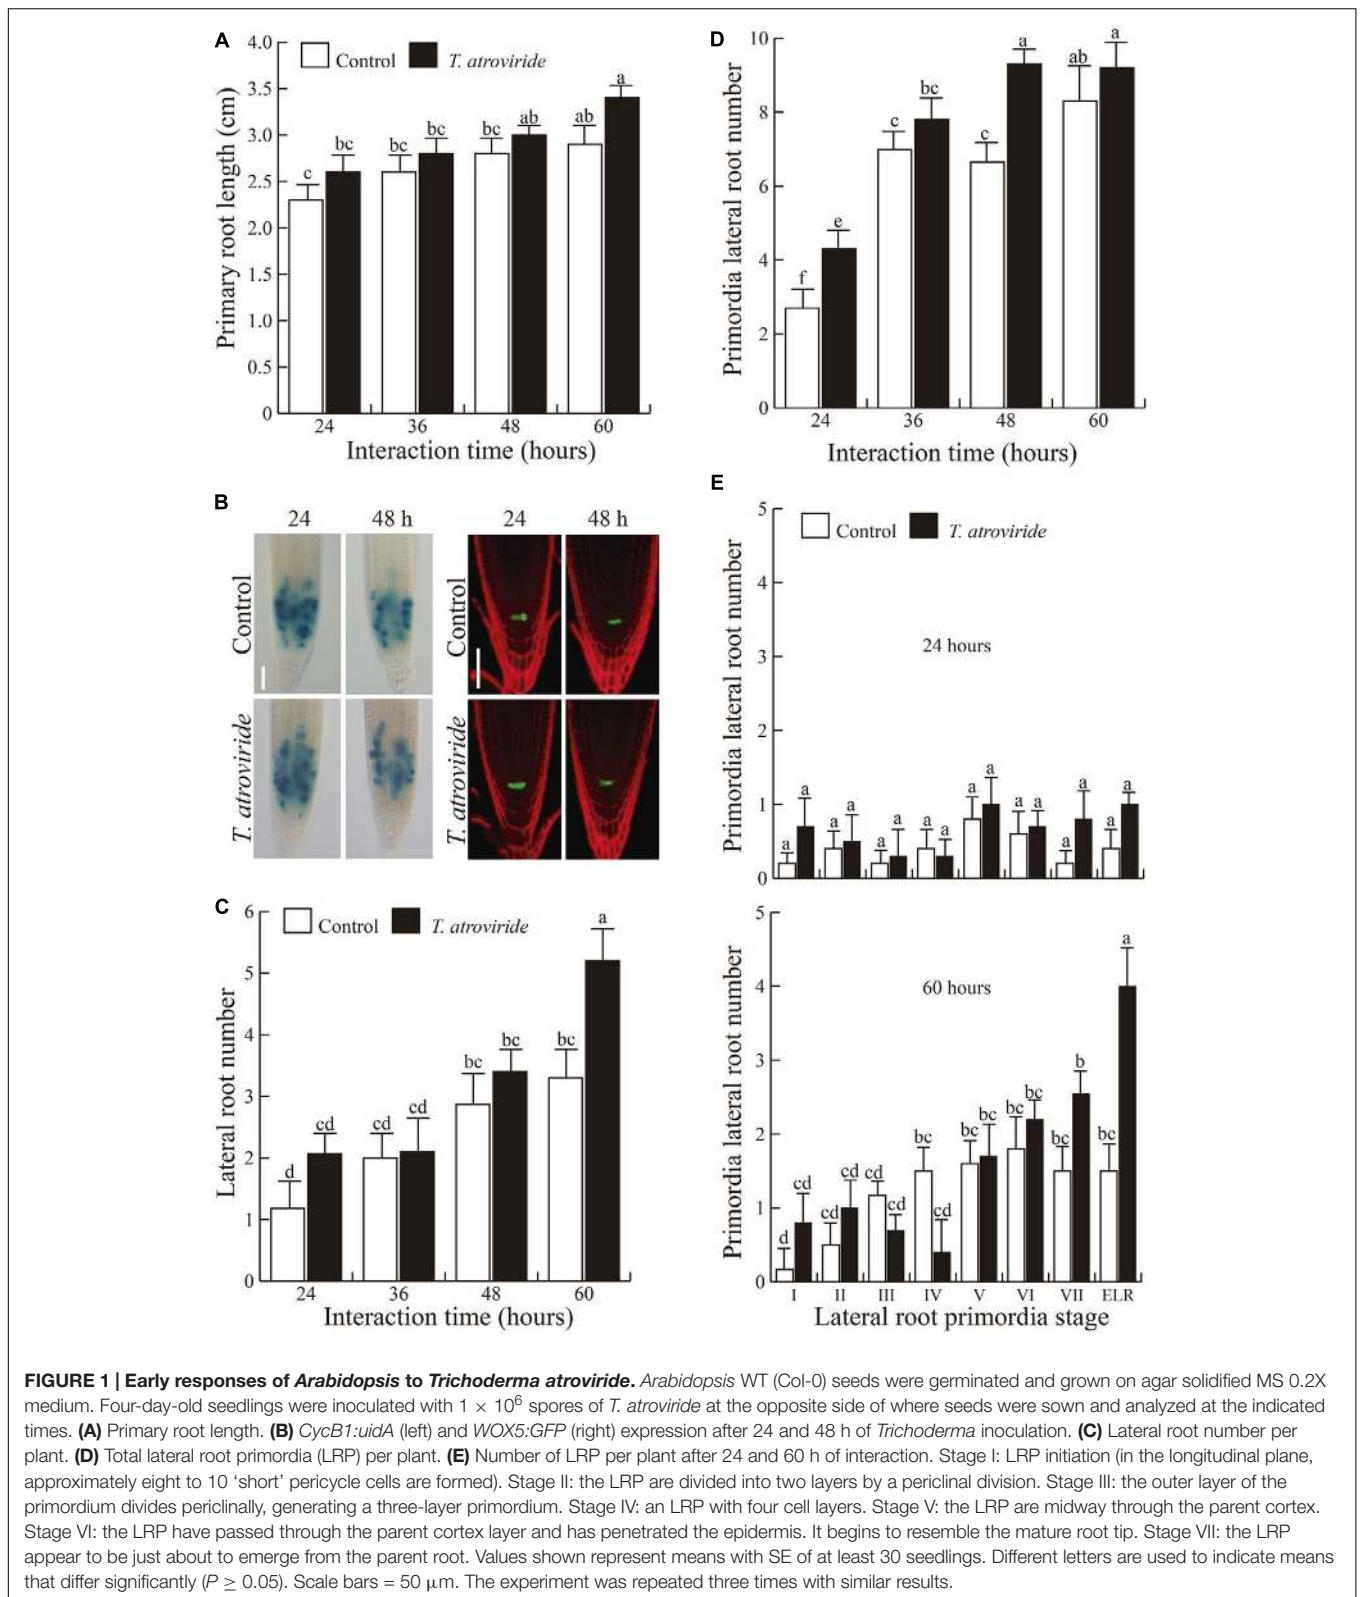 A
4.0
3.5
3.0
2.5
2.0
1.5
1.0
0.5
0
Primary root length (cm)
Control T. atroviride
c bc bc bc bc ab ab a
24 36 48 60
Interaction time (hours)
D
10
8
6
4
2
0
Primordia lateral root number
f e c bc c a ab a
24 36 48 60
Interaction time (hours)
B
24 48 h 24 48 h
Control Control
T. atroviride T. atroviride
C
6
5
4
3
2
1
0
Lateral root number
Control T. atroviride
d cd cd cd bc bc bc a
24 36 48 60
Interaction time (hours)
E
5
4
3
2
1
0
Primordia lateral root number
Control T. atroviride
24 hours
a a a a a a a a a a a a a a a a
5
4
3
2
1
0
Primordia lateral root number
60 hours
d cd cd cd cd bc bc cd bc bc bc bc bc b bc a
I II III IV V VI VII ELR
Lateral root primordia stage
FIGURE 1 | Early responses of Arabidopsis to Trichoderma atroviride. Arabidopsis WT (Col-0) seeds were germinated and grown on agar solidified MS 0.2X
medium. Four-day-old seedlings were inoculated with 1 × 10⁶ spores of T. atroviride at the opposite side of where seeds were sown and analyzed at the indicated
times. (A) Primary root length. (B) CycB1:uidA (left) and WOX5:GFP (right) expression after 24 and 48 h of Trichoderma inoculation. (C) Lateral root number per
plant. (D) Total lateral root primordia (LRP) per plant. (E) Number of LRP per plant after 24 and 60 h of interaction. Stage I: LRP initiation (in the longitudinal plane,
approximately eight to 10 ‘short’ pericycle cells are formed). Stage II: the LRP are divided into two layers by a periclinal division. Stage III: the outer layer of the
primordium divides periclinally, generating a three-layer primordium. Stage IV: an LRP with four cell layers. Stage V: the LRP are midway through the parent cortex.
Stage VI: the LRP have passed through the parent cortex layer and has penetrated the epidermis. It begins to resemble the mature root tip. Stage VII: the LRP
appear to be just about to emerge from the parent root. Values shown represent means with SE of at least 30 seedlings. Different letters are used to indicate means
that differ significantly (P ≥ 0.05). Scale bars = 50 μm. The experiment was repeated three times with similar results.